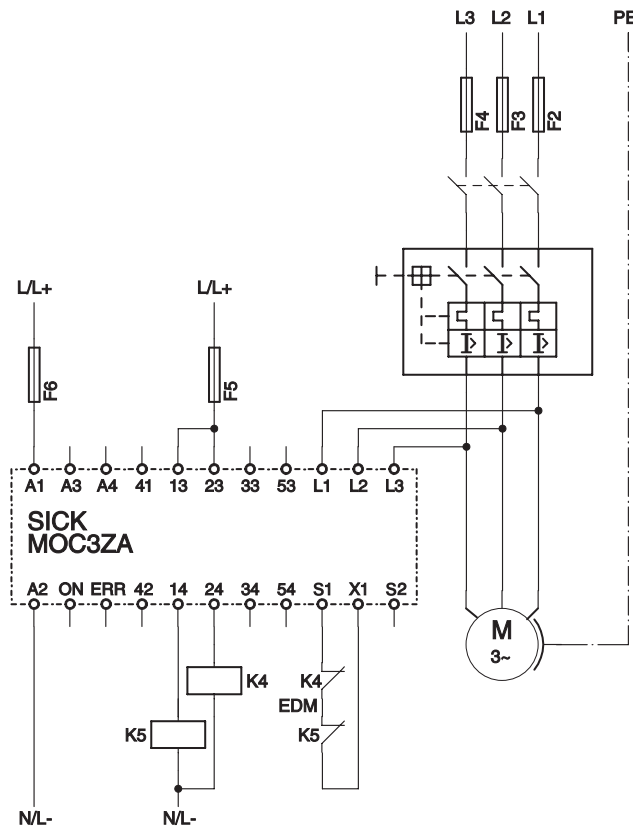 L3 L2 L1 PE
F4 F3 F2
L/L+ L/L+
F6 F5
A1 A3 A4 41 13 23 33 53 L1 L2 L3
SICK
MOC3ZA
A2 ON ERR 42 14 24 34 54 S1 X1 S2
M
3~
K4 K4
EDM
K5 K5
N/L- N/L-